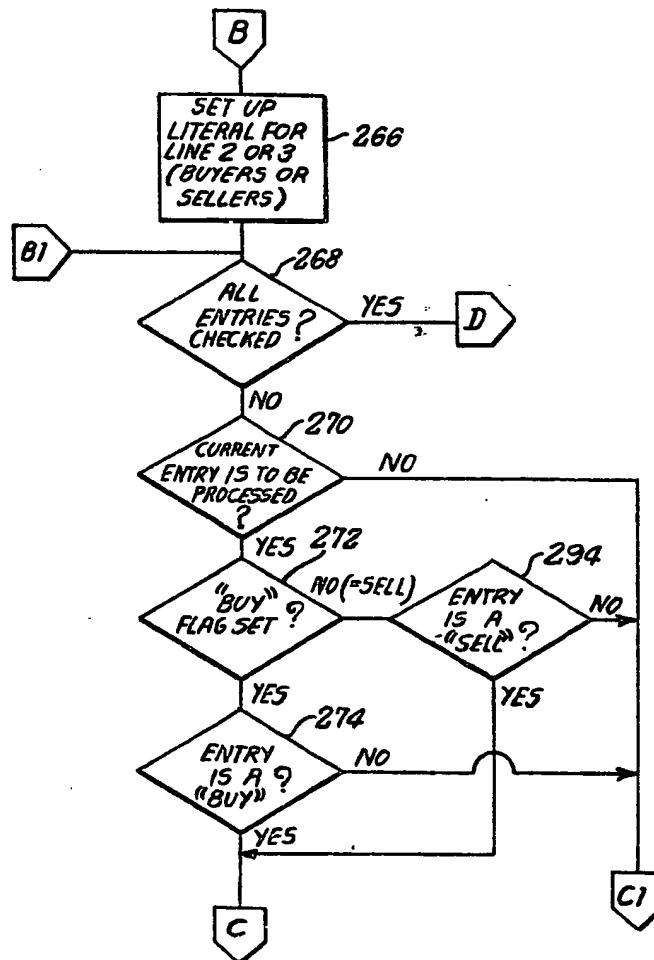 B
SET UP
LITERAL FOR
LINE 2 OR 3
(BUYERS OR
SELLERS)
266
B1
268
ALL
ENTRIES
CHECKED?
YES
D
NO
270
CURRENT
ENTRY IS TO BE
PROCESSED
?
NO
YES
272
"BUY"
FLAG SET?
NO (=SELL)
294
ENTRY
IS A
"SELL"?
NO
YES
YES
274
ENTRY
IS A
"BUY"?
NO
YES
C
C1